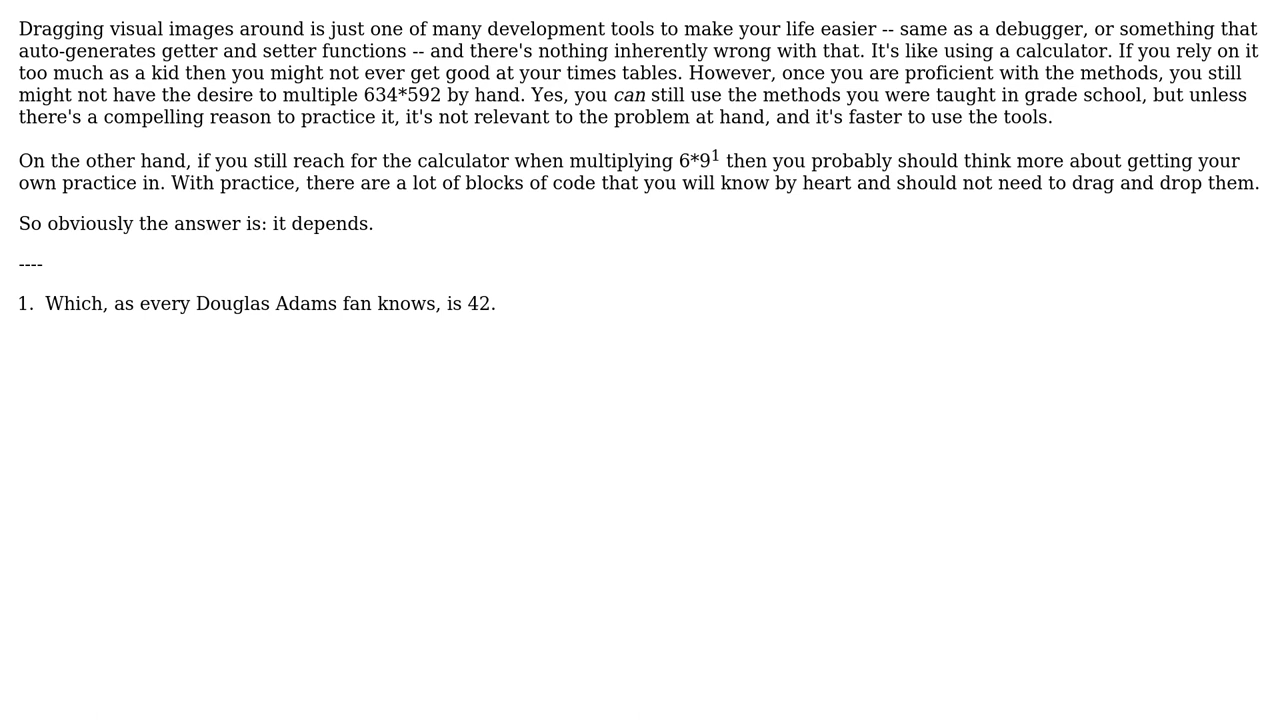 Dragging visual images around is just one of many development tools to make your life easier -- same as a debugger, or something that
auto-generates getter and setter functions -- and there's nothing inherently wrong with that. It's like using a calculator. If you rely on it
too much as a kid then you might not ever get good at your times tables. However, once you are proficient with the methods, you still
might not have the desire to multiple 634*592 by hand. Yes, you can still use the methods you were taught in grade school, but unless
there's a compelling reason to practice it, it's not relevant to the problem at hand, and it's faster to use the tools.
On the other hand, if you still reach for the calculator when multiplying 6*9¹ then you probably should think more about getting your
own practice in. With practice, there are a lot of blocks of code that you will know by heart and should not need to drag and drop them.
So obviously the answer is: it depends.
----
1. Which, as every Douglas Adams fan knows, is 42.